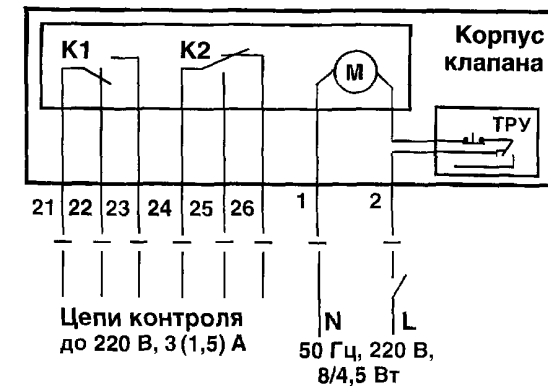 Корпус
клапана
К1
К2
М
ТРУ
21 22 23 24 25 26 1 2
Цепи контроля
до 220 В, 3 (1,5) А
N L
50 Гц, 220 В,
8/4,5 Вт